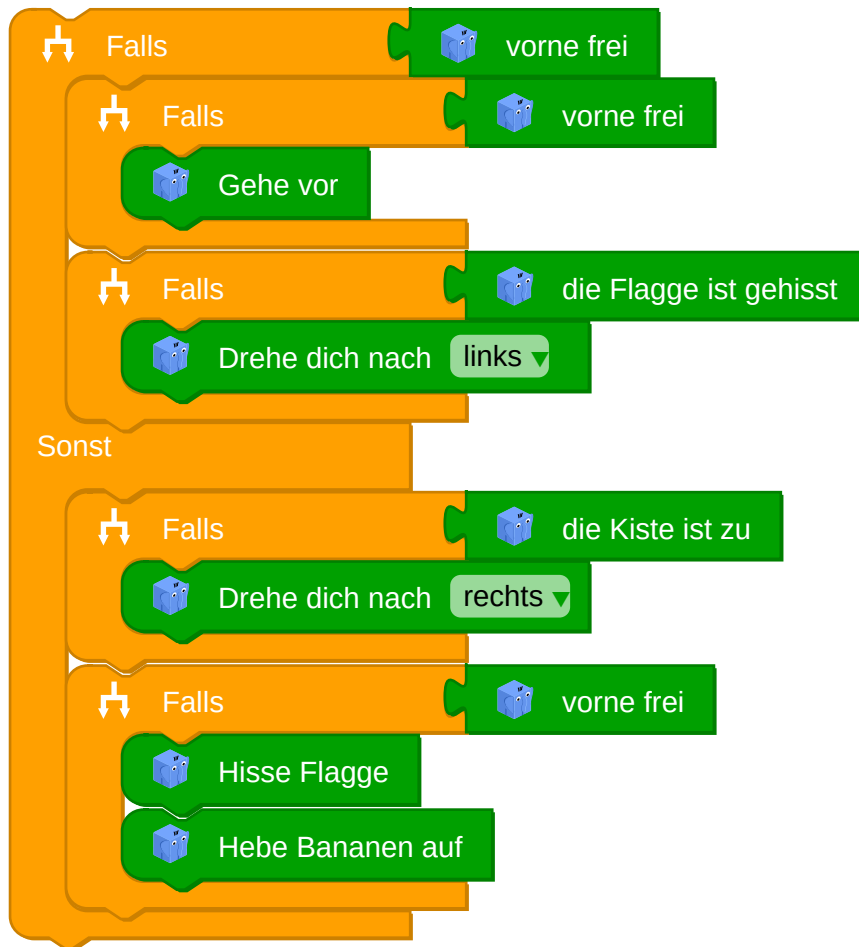 Falls vorne frei
Falls vorne frei
Gehe vor
Falls die Flagge ist gehisst
Drehe dich nach links
Sonst
Falls die Kiste ist zu
Drehe dich nach rechts
Falls vorne frei
Hisse Flagge
Hebe Bananen auf